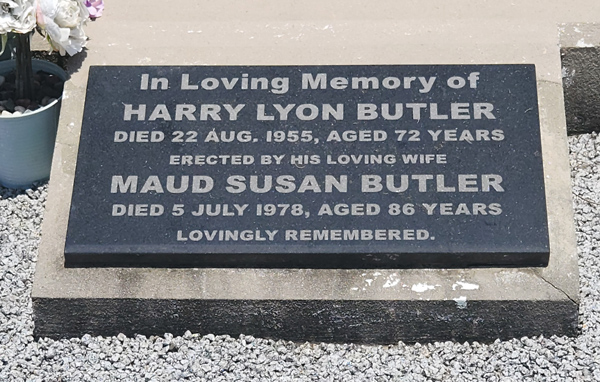 In Loving Memory of
HARRY LYON BUTLER
DIED 22 AUG. 1955, AGED 72 YEARS
ERECTED BY HIS LOVING WIFE
MAUD SUSAN BUTLER
DIED 5 JULY 1978, AGED 86 YEARS
LOVINGLY REMEMBERED.